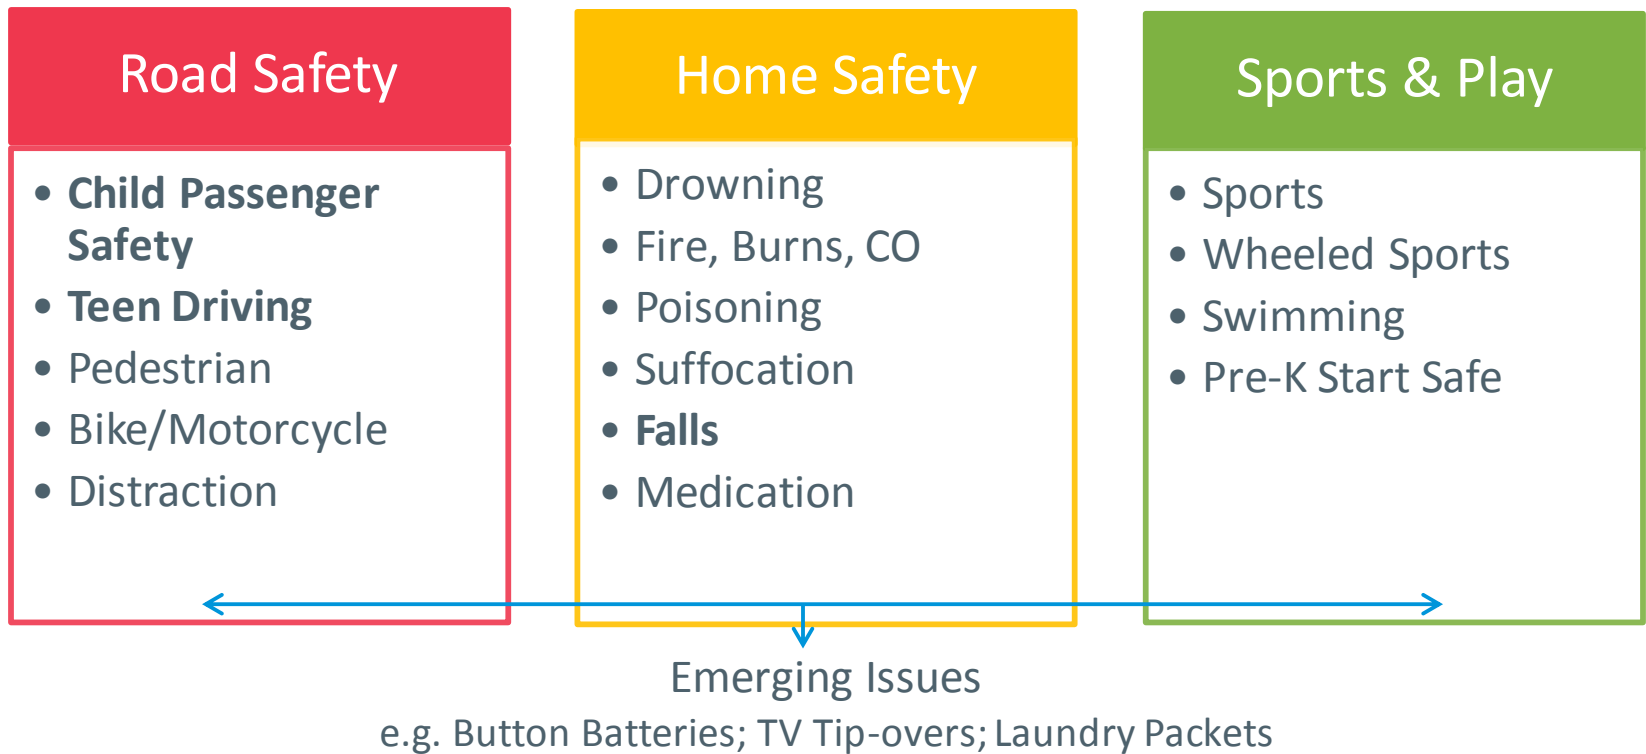 Road Safety
• Child Passenger
Safety
• Teen Driving
• Pedestrian
• Bike/Motorcycle
• Distraction
Home Safety
• Drowning
• Fire, Burns, CO
• Poisoning
• Suffocation
• Falls
• Medication
Sports & Play
• Sports
• Wheeled Sports
• Swimming
• Pre-K Start Safe
Emerging Issues
e.g. Button Batteries; TV Tip-overs; Laundry Packets